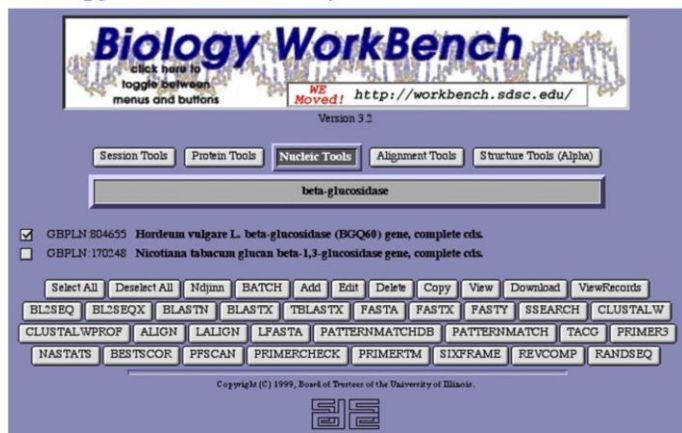 Biology WorkBench
click here to
toggle between
menus and buttons
WE Moved! http://workbench.sdsc.edu/
Version 3.2
Session Tools Protein Tools Nucleic Tools Alignment Tools Structure Tools (Alpha)
beta-glucosidase
GBPLN:804655 Hordeum vulgare L. beta-glucosidase (BGQ60) gene, complete cds.
GBPLN:170248 Nicotiana tabacum glucan beta-1,3-glucosidase gene, complete cds.
Select All Deselect All Ndjinn BATCH Add Edit Delete Copy View Download ViewRecords
BL2SEQ BL2SEQX BLASTN BLASTX TBLASTX FASTA FASTX FASTY SSEARCH CLUSTALW
CLUSTALWPROF ALIGN LALIGN LFASTA PATTERNMATCHDB PATTERNMATCH TACG PRIMER3
NASTATS BESTSCOR PFSCAN PRIMERCHECK PRIMERTM SIXFRAME REVCOMP RANDSEQ
Copyright (C) 1999, Board of Trustees of the University of Illinois.